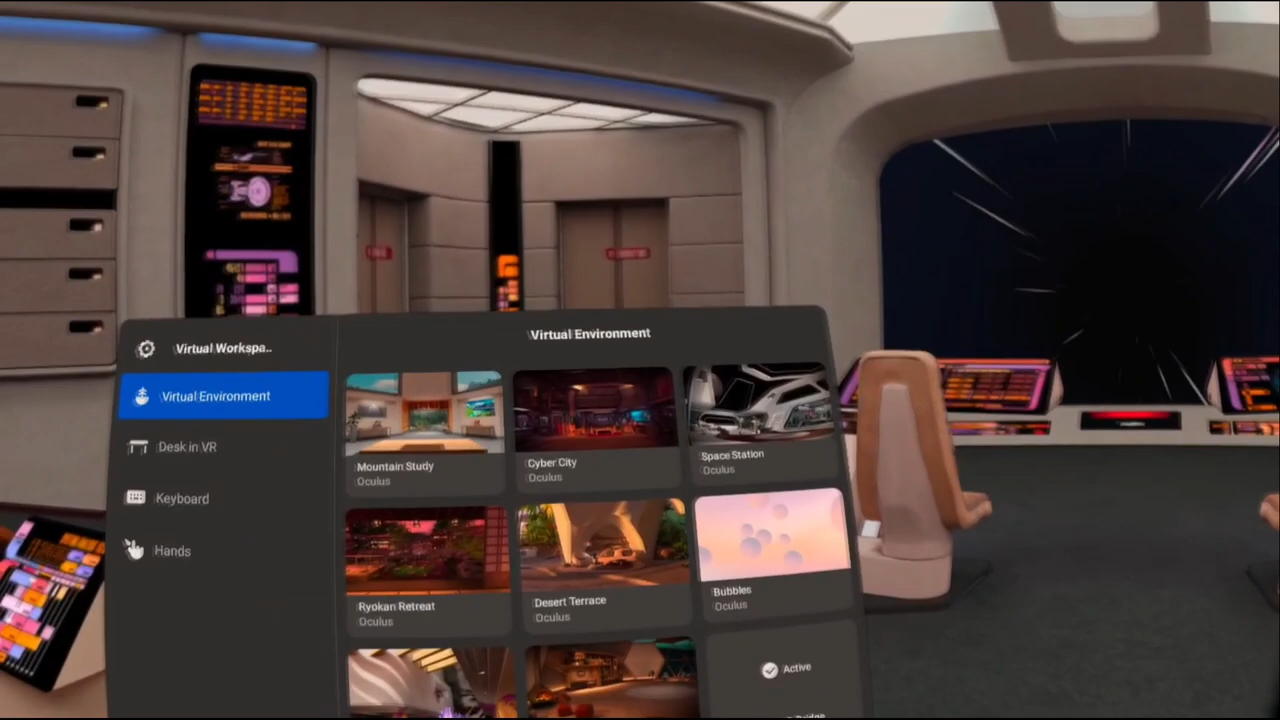 Virtual Workspa..
Virtual Environment
Desk in VR
Keyboard
Hands
Virtual Environment
Mountain Study
Oculus
Cyber City
Oculus
Space Station
Oculus
Ryokan Retreat
Oculus
Desert Terrace
Oculus
Bubbles
Oculus
Active